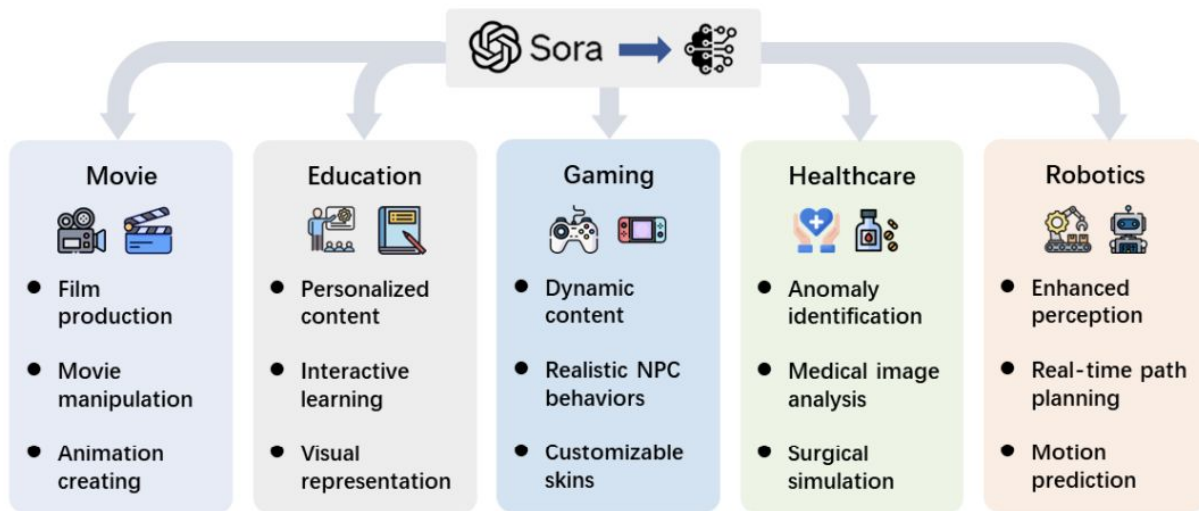 Sora
Movie
Film
production
Movie
manipulation
Animation
creating
Education
Personalized
content
Interactive
learning
Visual
representation
Gaming
Dynamic
content
Realistic NPC
behaviors
Customizable
skins
Healthcare
Anomaly
identification
Medical image
analysis
Surgical
simulation
Robotics
Enhanced
perception
Real-time path
planning
Motion
prediction